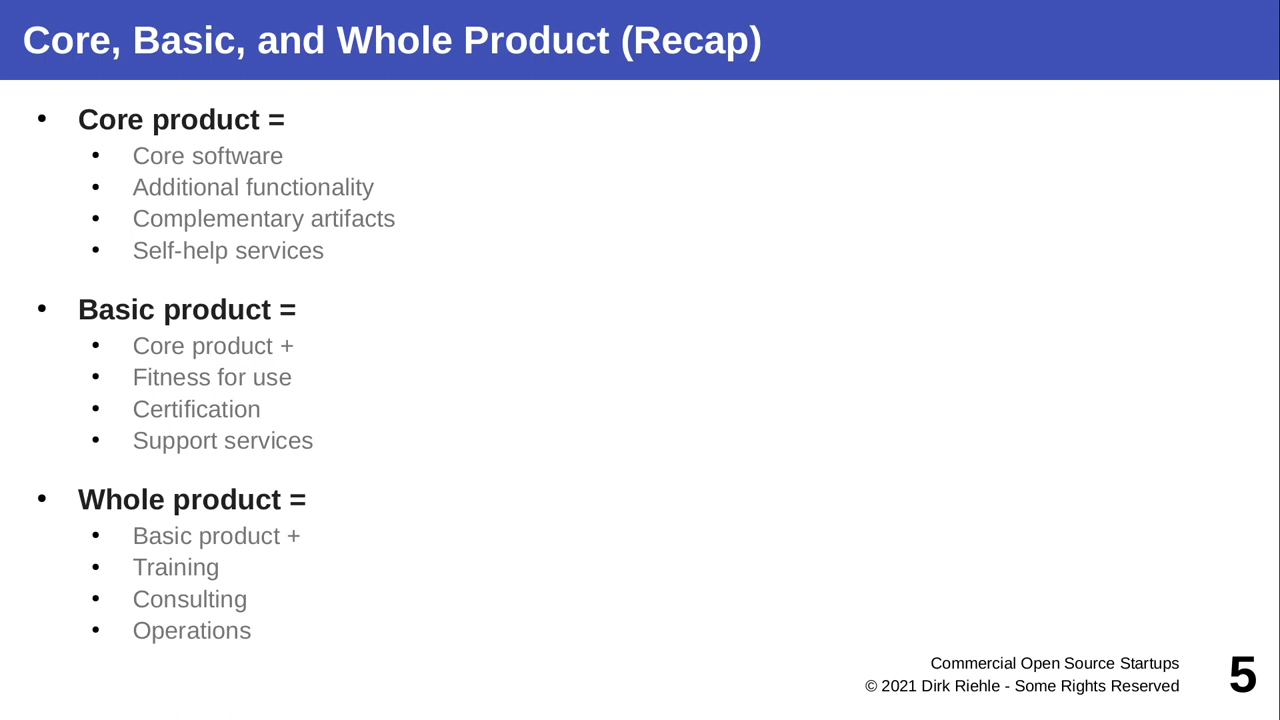 Core, Basic, and Whole Product (Recap)
• Core product =
• Core software
• Additional functionality
• Complementary artifacts
• Self-help services
• Basic product =
• Core product +
• Fitness for use
• Certification
• Support services
• Whole product =
• Basic product +
• Training
• Consulting
• Operations
Commercial Open Source Startups
© 2021 Dirk Riehle - Some Rights Reserved
5